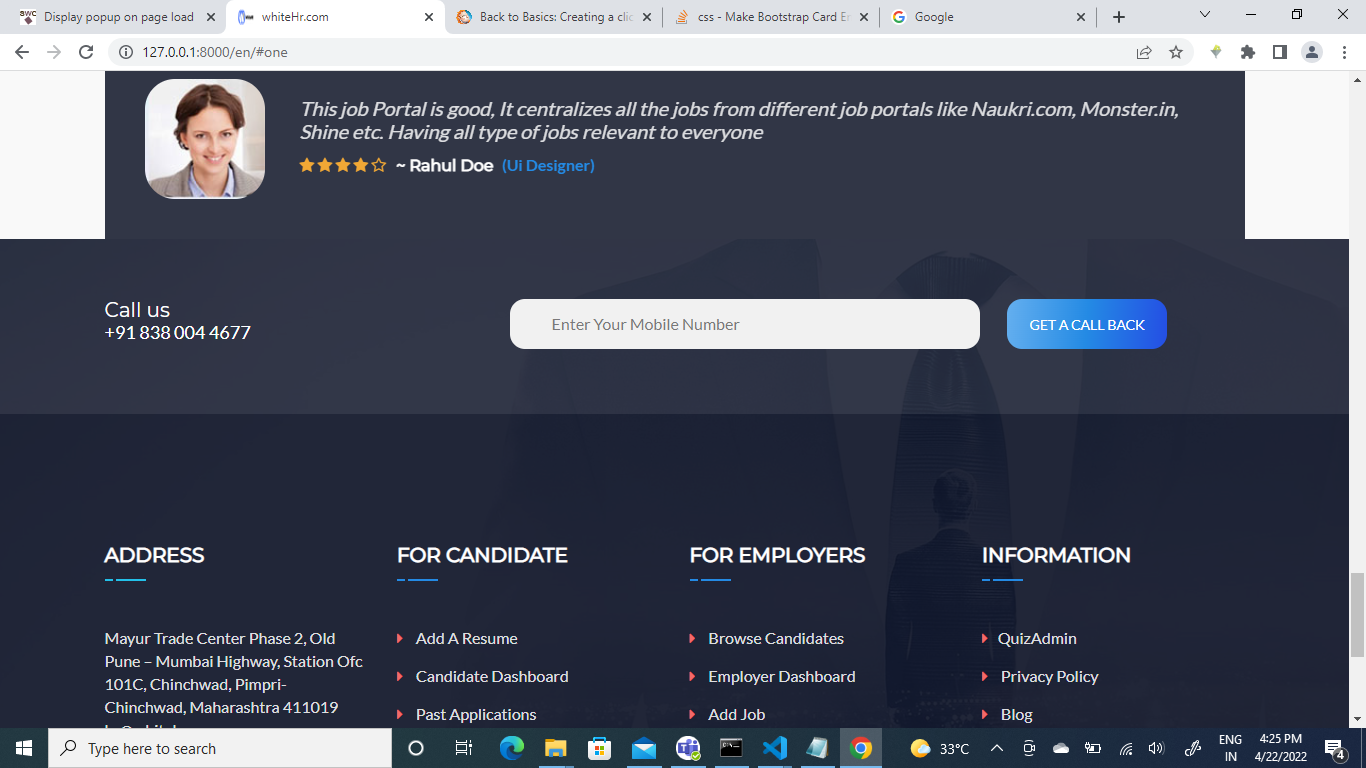 Display popup on page load
whiteHr.com
Back to Basics: Creating a clic
css - Make Bootstrap Card En
Google
127.0.0.1:8000/en/#one
This job Portal is good, It centralizes all the jobs from different job portals like Naukri.com, Monster.in,
Shine etc. Having all type of jobs relevant to everyone
~ Rahul Doe (Ui Designer)
Call us
+91 838 004 4677
Enter Your Mobile Number
GET A CALL BACK
ADDRESS
Mayur Trade Center Phase 2, Old
Pune – Mumbai Highway, Station Ofc
101C, Chinchwad, Pimpri-
Chinchwad, Maharashtra 411019
FOR CANDIDATE
Add A Resume
Candidate Dashboard
Past Applications
FOR EMPLOYERS
Browse Candidates
Employer Dashboard
Add Job
INFORMATION
QuizAdmin
Privacy Policy
Blog
Type here to search
33°C
ENG
IN
4:25 PM
4/22/2022
4